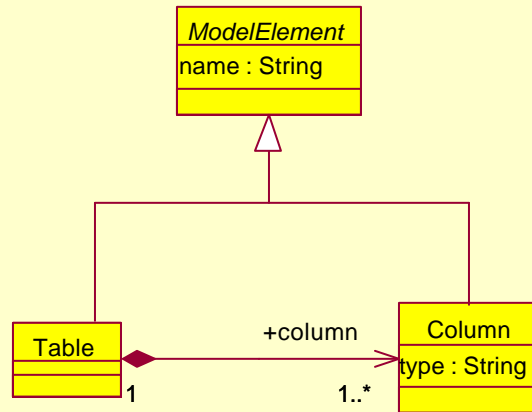 ModelElement
name : String
Table
+column
1
1..*
Column
type : String